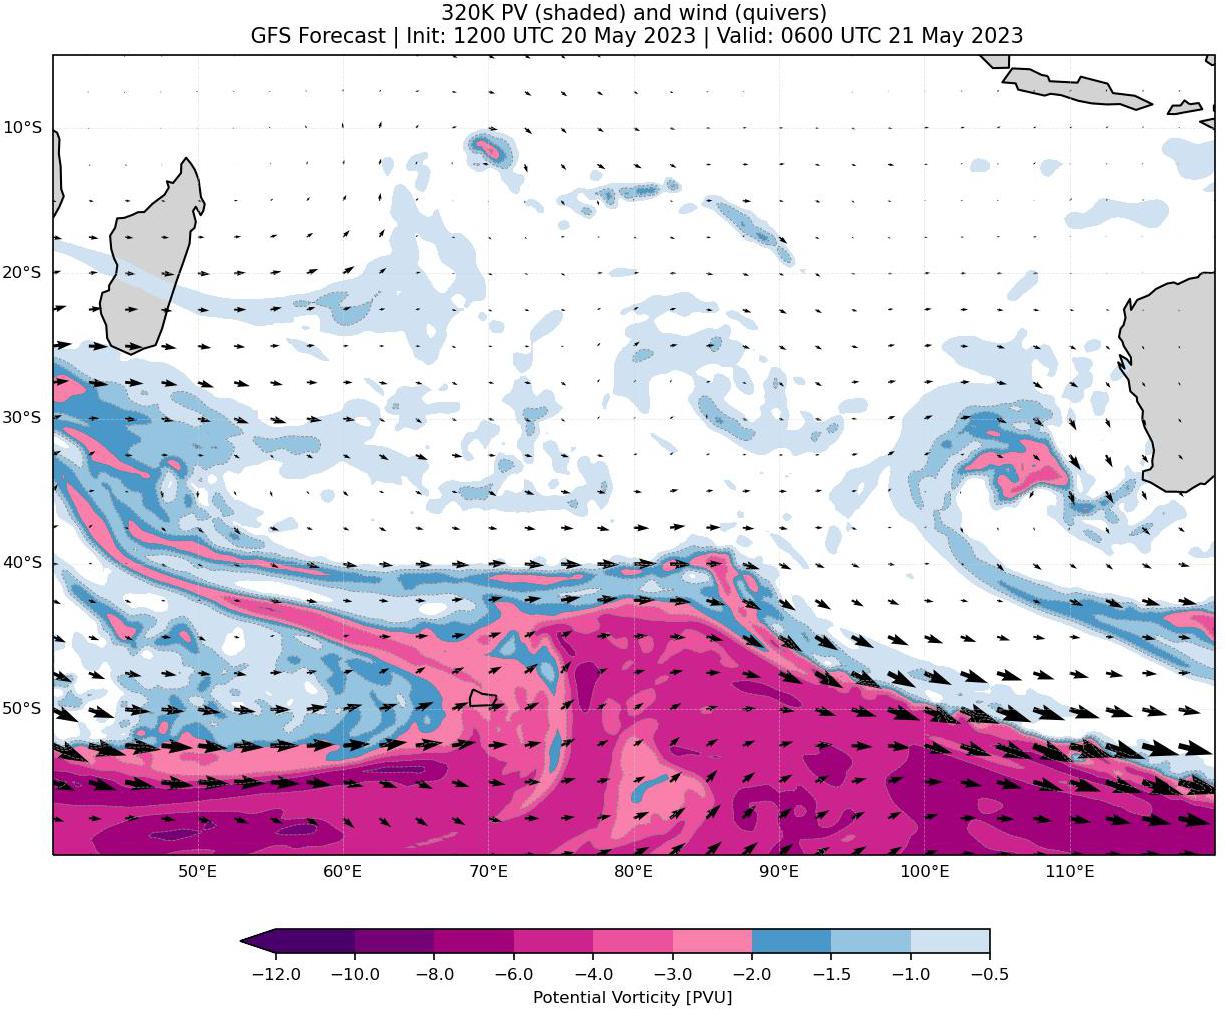 320K PV (shaded) and wind (quivers)
GFS Forecast | Init: 1200 UTC 20 May 2023 | Valid: 0600 UTC 21 May 2023
10°S
20°S
30°S
40°S
50°S
50°E 60°E 70°E 80°E 90°E 100°E 110°E
−12.0 −10.0 −8.0 −6.0 −4.0 −3.0 −2.0 −1.5 −1.0 −0.5
Potential Vorticity [PVU]